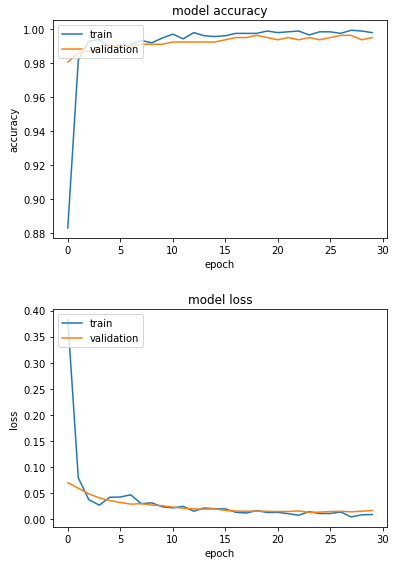 model accuracy
1.00
0.98
0.96
0.94
0.92
0.90
0.88
accuracy
train
validation
0 5 10 15 20 25 30
epoch
model loss
0.40
0.35
0.30
0.25
0.20
0.15
0.10
0.05
0.00
loss
train
validation
0 5 10 15 20 25 30
epoch